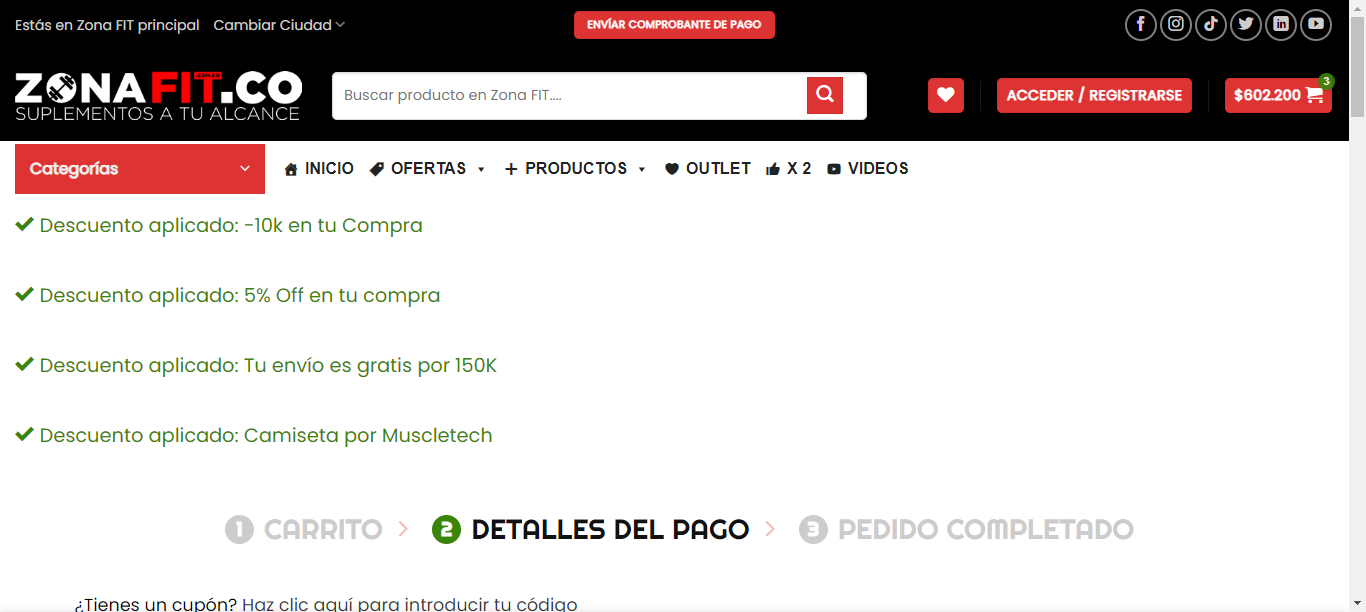 Estás en Zona FIT principal Cambiar Ciudad
ENVÍAR COMPROBANTE DE PAGO
ZONAFIT.CO
.COM.CO
SUPLEMENTOS A TU ALCANCE
Buscar producto en Zona FIT....
ACCEDER / REGISTRARSE
$602.200
3
Categorías
INICIO OFERTAS PRODUCTOS OUTLET X 2 VIDEOS
Descuento aplicado: -10k en tu Compra
Descuento aplicado: 5% Off en tu compra
Descuento aplicado: Tu envío es gratis por 150K
Descuento aplicado: Camiseta por Muscletech
1 CARRITO 2 DETALLES DEL PAGO 3 PEDIDO COMPLETADO
¿Tienes un cupón? Haz clic aquí para introducir tu código